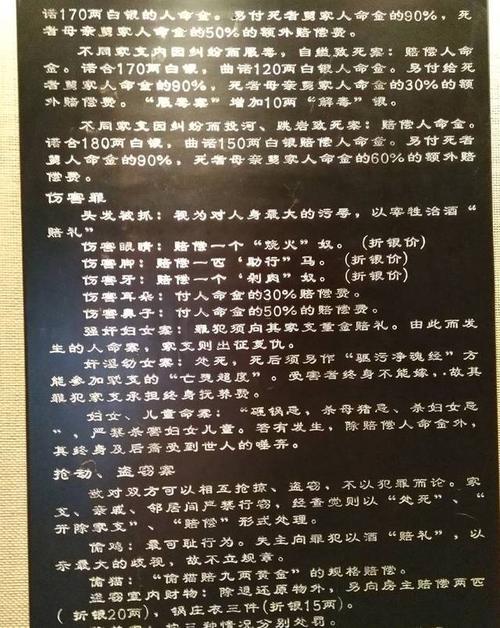 诺170两白银的人命金。另付死者舅家人命金的90%，死
者母亲舅家人命金的50%的额外赔偿费。
不同家支内因纠纷而服毒、自缢致死案：赔偿人命
金。诺合170两白银，曲诺120两白银人命金。另付给死
者舅家人命金的90%，死者母亲舅家人命金的30%的额
外赔偿费。“服毒案”增加10两“解毒”银。
不同家支因纠纷而投河、跳岩致死案：赔偿人命金。
诺合180两白银，曲诺150两白银赔偿人命金。另付死者
舅人命金的90%，死者母亲舅家人命金的60%的额外赔
偿费。
伤害罪
头发被抓：视为对人身最大的污辱，以宰牲治酒“
赔礼”
伤害眼睛：赔偿一个“烧火”奴。（折银价）
伤害脚：赔偿一匹‘助行”马。（折银价）
伤害牙：赔偿一个‘剁肉”奴。（折银价）
伤害耳朵：付人命金的30%赔偿费。
伤害鼻子：付人命金的50%的赔偿费。
强奸妇女案：罪犯须向其家支重金赔礼。由此而发
生的人命案，家支则出征复仇。
奸淫幼女案：处死，死后须另作“驱污净魂经”方
能参加家支的“亡灵超度”。受害者终身不能嫁，故其
罪犯家支承担终身抚养费。
妇女、儿童命案：“砸锅忌，杀母猪忌、杀妇女忌
”，严禁杀害妇女儿童。若有发生，除赔偿人命金外，
其终身及后裔受到世人的唾弃。
抢劫、盗窃案
敌对双方可以相互抢掠、盗窃，不以犯罪而论。家
支、亲戚、邻居间严禁行窃，经查觉则以“处死”、“
开除家支”、“赔偿”形式处理。
偷鸡：最可耻行为。失主向罪犯以酒“赔礼”，以
示最大的歧视，故不立规章。
偷猫：“偷猫赔九两黄金”的规格赔偿。
盗窃室内财物：除追还原物外，另向房主赔偿两匹
（折银20两），锅庄衣三件（折银15两）。
按三种情况分别处罚